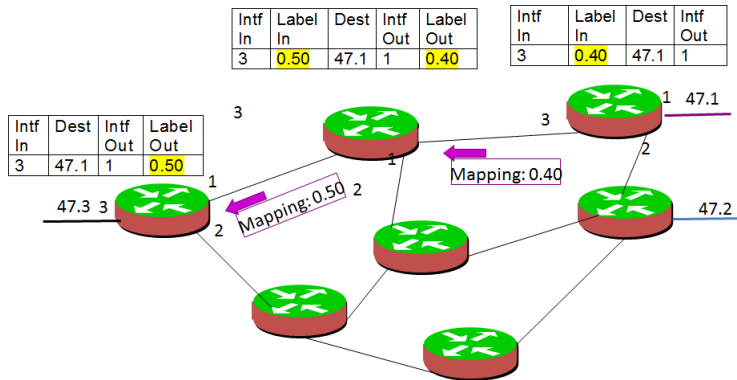 Intf In Label In Dest Intf Out Label Out
3 0.50 47.1 1 0.40
Intf In Label In Dest Intf Out
3 0.40 47.1 1
Intf In Dest Intf Out Label Out
3 47.1 1 0.50
3
1 47.1
3
2
1
Mapping: 0.40
1
Mapping: 0.50
2
47.3 3
2
47.2